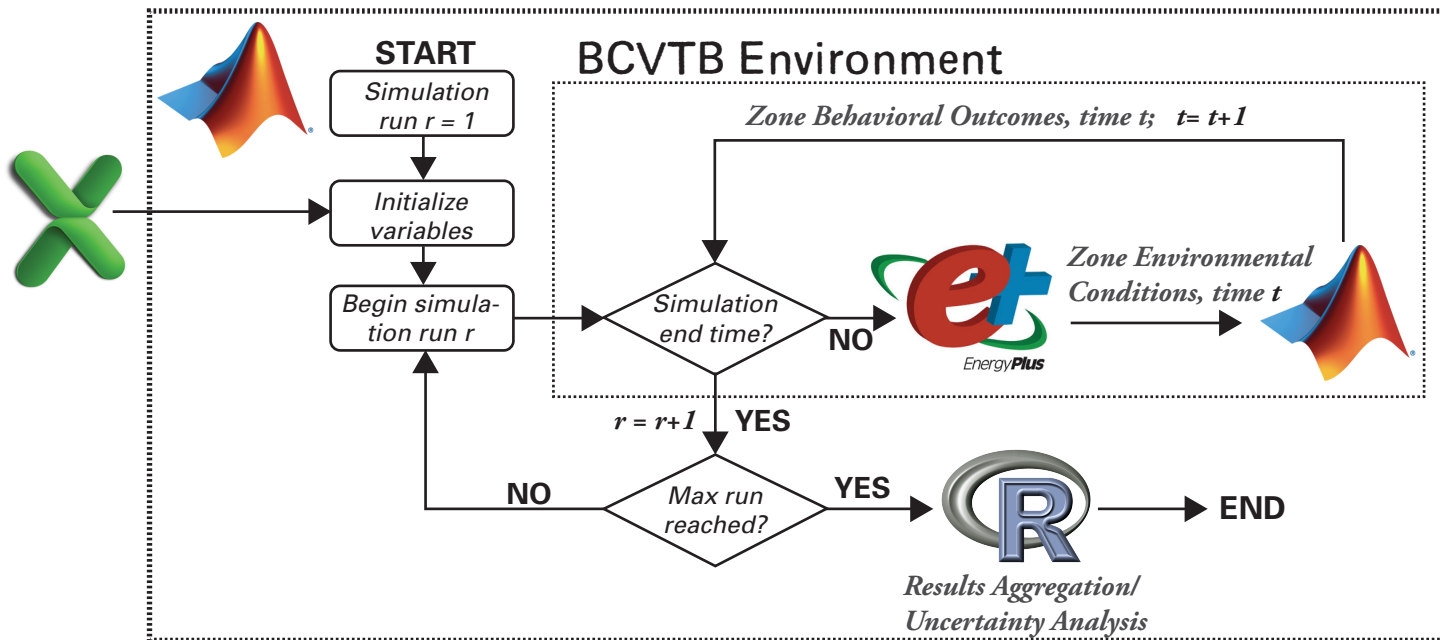 START
BCVTB Environment
Simulation
run r = 1
Zone Behavioral Outcomes, time t; t= t+1
Initialize
variables
Begin simula-
tion run r
Simulation
end time?
NO
EnergyPlus
e+
Zone Environmental
Conditions, time t
r = r+1
YES
NO
Max run
reached?
YES
R
END
Results Aggregation/
Uncertainty Analysis